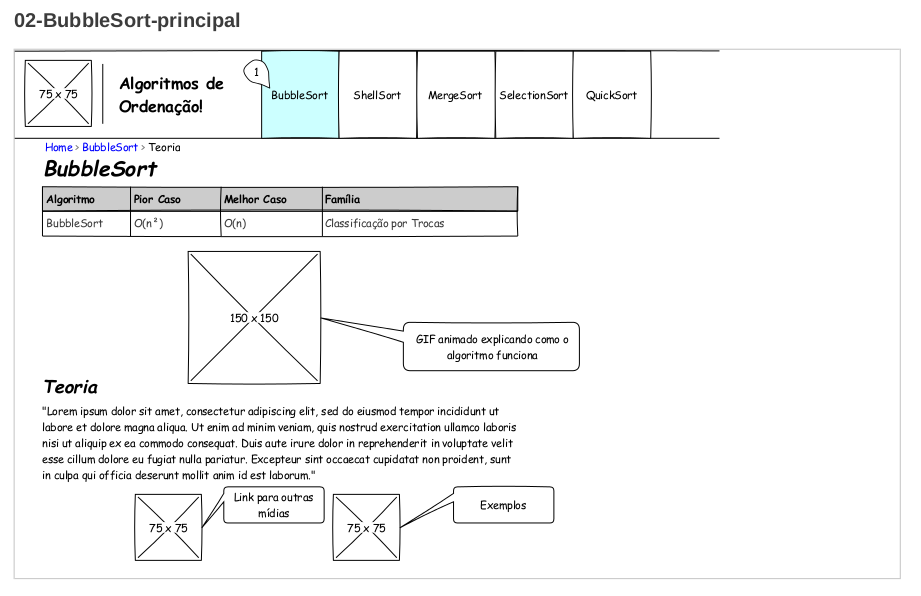 02-BubbleSort-principal
75 x 75
Algoritmos de
Ordenação!
1
BubbleSort
ShellSort
MergeSort
SelectionSort
QuickSort
Home > BubbleSort > Teoria
BubbleSort
Algoritmo Pior Caso Melhor Caso Família
BubbleSort O(n²) O(n) Classificação por Trocas
150 x 150
GIF animado explicando como o
algoritmo funciona
Teoria
"Lorem ipsum dolor sit amet, consectetur adipiscing elit, sed do eiusmod tempor incididunt ut
labore et dolore magna aliqua. Ut enim ad minim veniam, quis nostrud exercitation ullamco laboris
nisi ut aliquip ex ea commodo consequat. Duis aute irure dolor in reprehenderit in voluptate velit
esse cillum dolore eu fugiat nulla pariatur. Excepteur sint occaecat cupidatat non proident, sunt
in culpa qui officia deserunt mollit anim id est laborum."
75 x 75
Link para outras
mídias
75 x 75
Exemplos